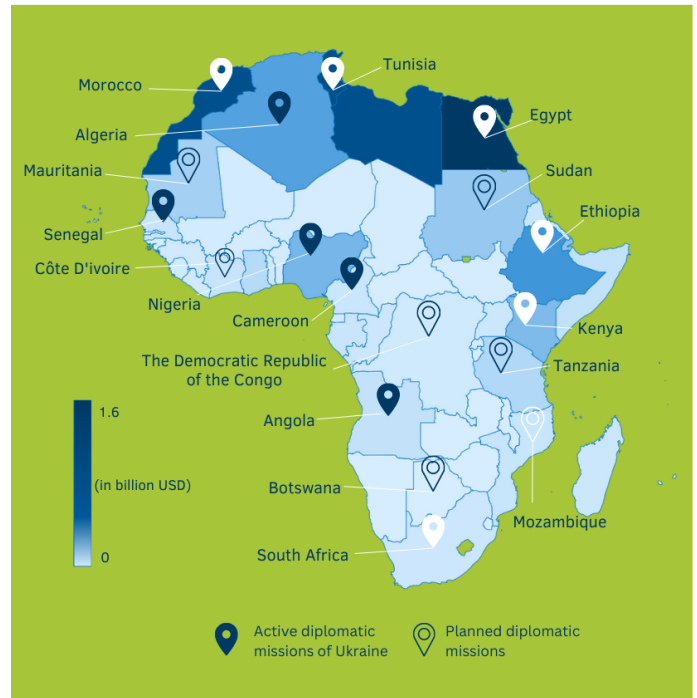 Tunisia
Morocco
Egypt
Algeria
Mauritania
Sudan
Ethiopia
Senegal
Côte D'ivoire
Nigeria
Cameroon
Kenya
The Democratic Republic
of the Congo
Tanzania
Angola
Botswana
Mozambique
South Africa
1.6
(in billion USD)
0
Active diplomatic
missions of Ukraine
Planned diplomatic
missions